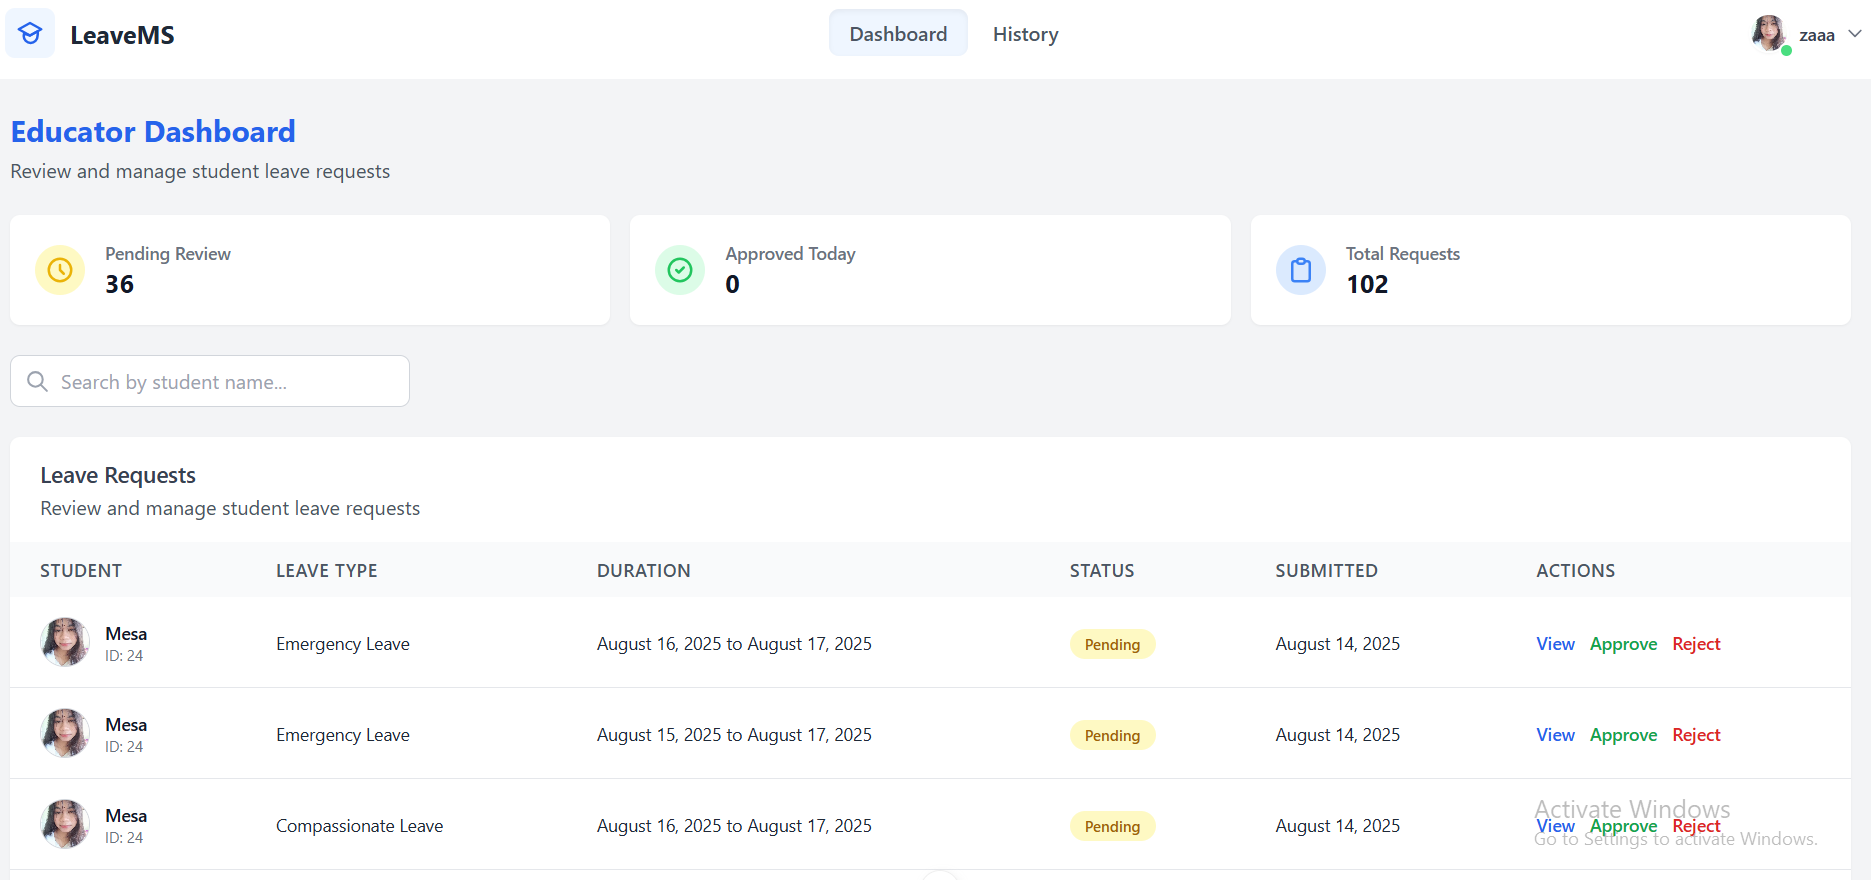 LeaveMS
Dashboard
History
zaaa
Educator Dashboard
Review and manage student leave requests
Pending Review
36
Approved Today
0
Total Requests
102
Search by student name...
Leave Requests
Review and manage student leave requests
STUDENT LEAVE TYPE DURATION STATUS SUBMITTED ACTIONS
Mesa
ID: 24
Emergency Leave August 16, 2025 to August 17, 2025 Pending August 14, 2025 View Approve Reject
Mesa
ID: 24
Emergency Leave August 15, 2025 to August 17, 2025 Pending August 14, 2025 View Approve Reject
Mesa
ID: 24
Compassionate Leave August 16, 2025 to August 17, 2025 Pending August 14, 2025 View Approve Reject
Activate Windows
Go to Settings to activate Windows.